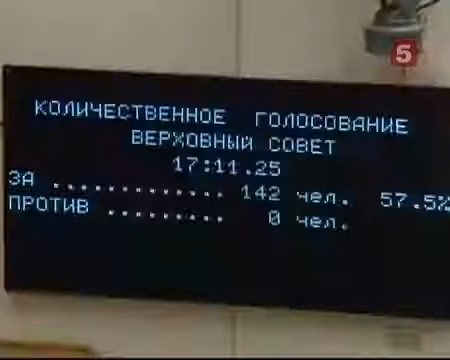 5
КОЛИЧЕСТВЕННОЕ ГОЛОСОВАНИЕ
ВЕРХОВНЫЙ СОВЕТ
17:11.25
ЗА ............. 142 чел. 57.5%
ПРОТИВ ......... 0 чел.